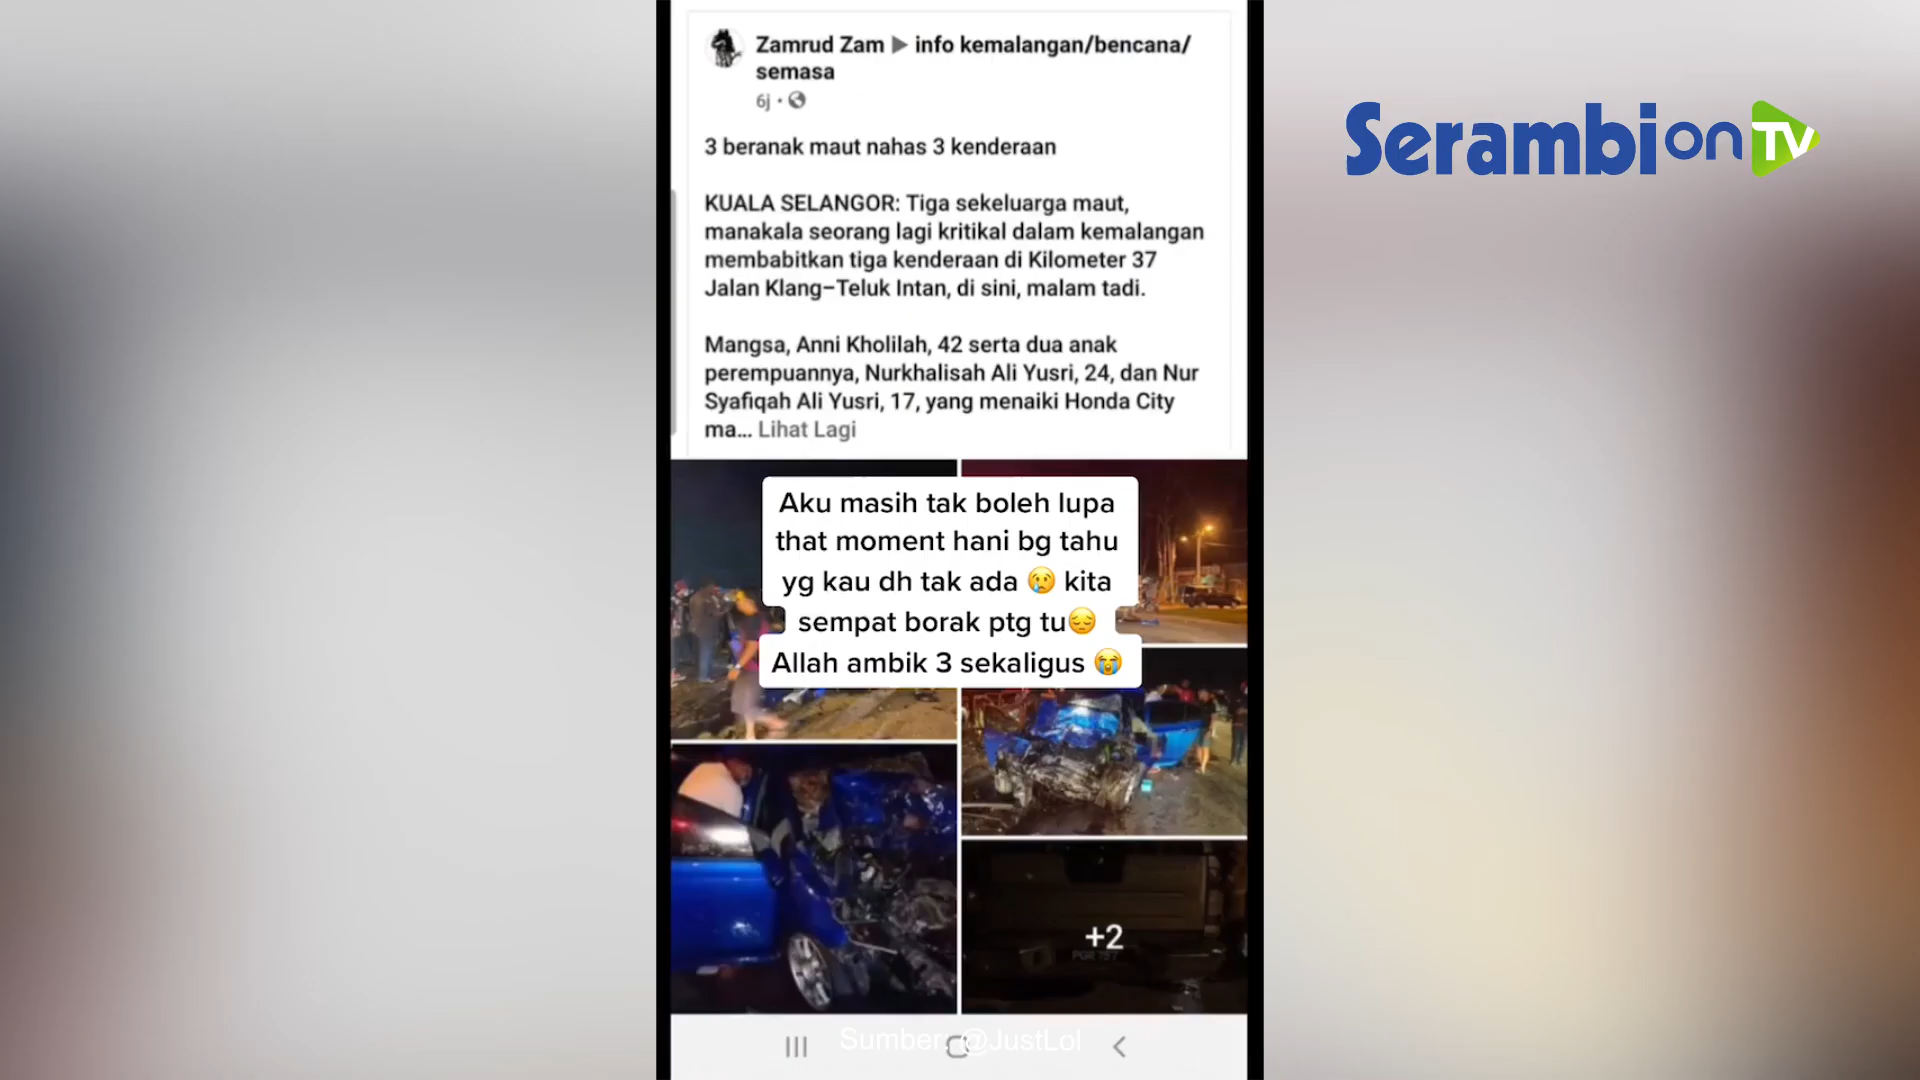 Zamrud Zam ▶ info kemalangan/bencana/
semasa
6j ·
3 beranak maut nahas 3 kenderaan
KUALA SELANGOR: Tiga sekeluarga maut,
manakala seorang lagi kritikal dalam kemalangan
membabitkan tiga kenderaan di Kilometer 37
Jalan Klang–Teluk Intan, di sini, malam tadi.
Mangsa, Anni Kholilah, 42 serta dua anak
perempuannya, Nurkhalisah Ali Yusri, 24, dan Nur
Syafiqah Ali Yusri, 17, yang menaiki Honda City
ma... Lihat Lagi
Serambi on TV
Aku masih tak boleh lupa
that moment hani bg tahu
yg kau dh tak ada 😢 kita
sempat borak ptg tu😔
Allah ambik 3 sekaligus 😭
+2
Sumber: @JustLol